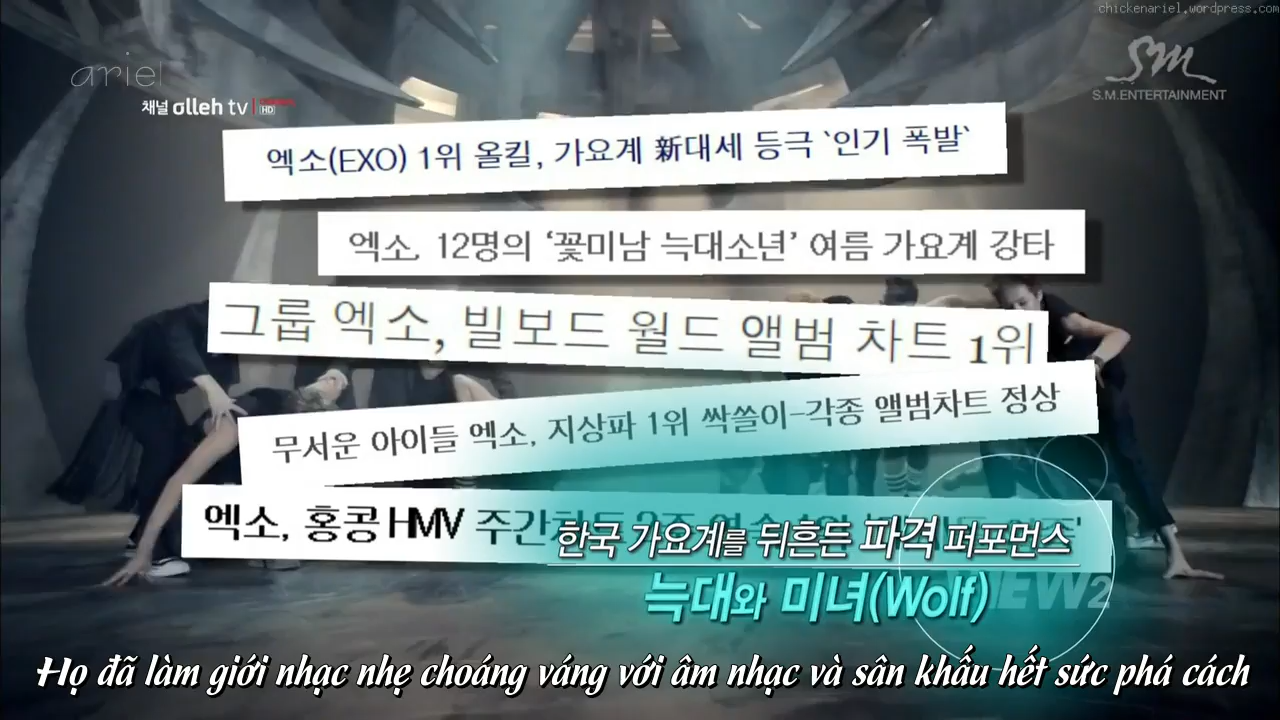 chickenariel.wordpress.com
ariel
채널 olleh tv HD
SM
S.M.ENTERTAINMENT
엑소(EXO) 1위 올킬, 가요계 新대세 등극 `인기 폭발`
엑소, 12명의 ‘꽃미남 늑대소년’ 여름 가요계 강타
그룹 엑소, 빌보드 월드 앨범 차트 1위
무서운 아이들 엑소, 지상파 1위 싹쓸이-각종 앨범차트 정상
엑소, 홍콩 HMV 주간차트
한국 가요계를 뒤흔든 파격 퍼포먼스
늑대와 미녀(Wolf)
Họ đã làm giới nhạc nhẹ choáng váng với âm nhạc và sân khấu hết sức phá cách